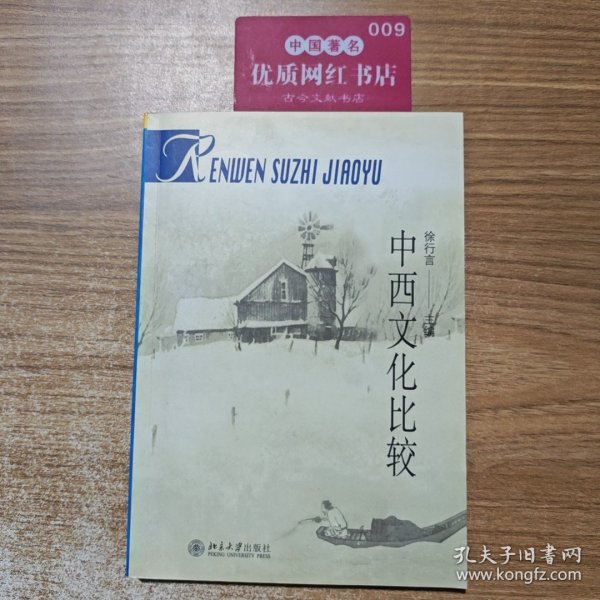 009
中国著名
优质网红书店
古今文献书店
RENWEN SUZHI JIAOYU
徐行言 主编
中西文化比较
北京大学出版社
PEKING UNIVERSITY PRESS
孔夫子旧书网
www.kongfz.com